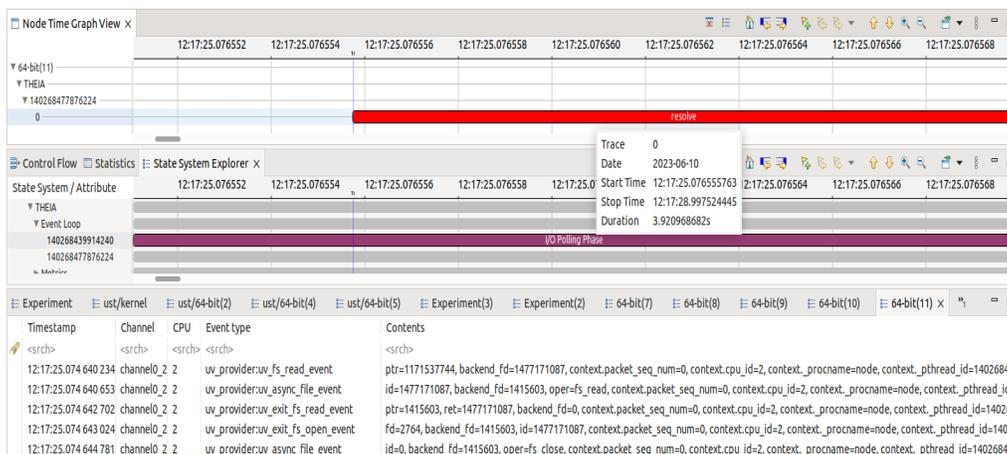 Node Time Graph View
12:17:25.076552 12:17:25.076554 12:17:25.076556 12:17:25.076558 12:17:25.076560 12:17:25.076562 12:17:25.076564 12:17:25.076566 12:17:25.076568
64-bit(11)
THEIA
140268477876224
0 resolve
Trace 0
Date 2023-06-10
Start Time 12:17:25.076555763
Stop Time 12:17:28.997524445
Duration 3.920968682s
Control Flow Statistics State System Explorer
State System / Attribute 12:17:25.076552 12:17:25.076554 12:17:25.076556 12:17:25.076558 12:17:25.0 2:17:25.076564 12:17:25.076566 12:17:25.076568
THEIA
Event Loop
140268439914240 I/O Polling Phase
140268477876224
Metrics
Experiment ust/kernel ust/64-bit(2) ust/64-bit(4) ust/64-bit(5) Experiment(3) Experiment(2) 64-bit(7) 64-bit(8) 64-bit(9) 64-bit(10) 64-bit(11) »1
Timestamp Channel CPU Event type Contents
<srch> <srch> <srch> <srch> <srch>
12:17:25.074 640 234 channel0_2 2 uv_provider:uv_fs_read_event ptr=1171537744, backend_fd=1477171087, context.packet_seq_num=0, context.cpu_id=2, context._procname=node, context._pthread_id=1402684
12:17:25.074 640 653 channel0_2 2 uv_provider:uv_async_file_event id=1477171087, backend_fd=1415603, oper=fs_read, context.packet_seq_num=0, context.cpu_id=2, context._procname=node, context._pthread_i
12:17:25.074 642 702 channel0_2 2 uv_provider:uv_exit_fs_read_event ptr=1415603, ret=1477171087, backend_fd=0, context.packet_seq_num=0, context.cpu_id=2, context._procname=node, context._pthread_id=1402
12:17:25.074 643 024 channel0_2 2 uv_provider:uv_exit_fs_open_event fd=2764, backend_fd=1415603, id=1477171087, context.packet_seq_num=0, context.cpu_id=2, context._procname=node, context._pthread_id=140
12:17:25.074 644 781 channel0_2 2 uv_provider:uv_async_file_event id=0, backend_fd=1415603, oper=fs_close, context.packet_seq_num=0, context.cpu_id=2, context._procname=node, context._pthread_id=1402684